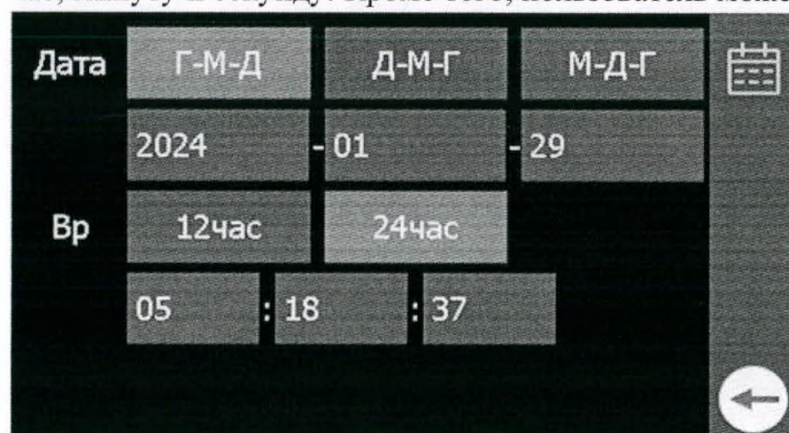 Дата Г-М-Д Д-М-Г М-Д-Г
2024 - 01 - 29
Вр 12час 24час
05 : 18 : 37